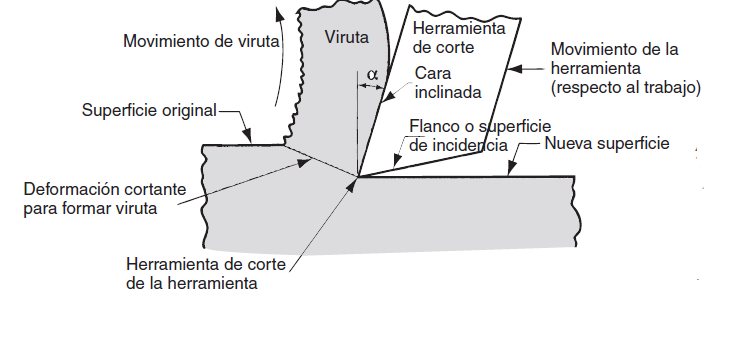 Movimiento de viruta
Viruta
Herramienta
de corte
α
Cara
inclinada
Movimiento de la
herramienta
(respecto al trabajo)
Superficie original
Flanco o superficie
de incidencia
Nueva superficie
Deformación cortante
para formar viruta
Herramienta de corte
de la herramienta